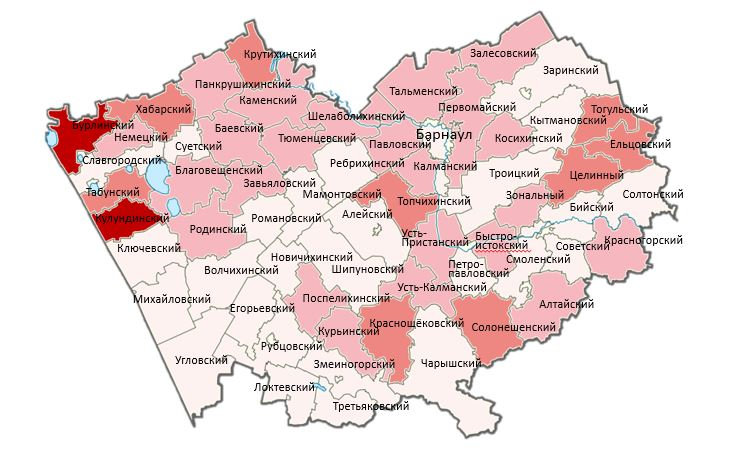 Крутихинский
Залесовский
Заринский
Панкрушихинский
Тальменский
Каменский
Хабарский
Первомайский
Тогульский
Шелаболихинский
Кытмановский
Бурлинский
Баевский
Барнаул
Немецкий
Тюменцевский
Косихинский
Павловский
Ельцовский
Суетский
Славгородский
Ребрихинский
Калманский
Троицкий
Целинный
Благовещенский
Завьяловский
Табунский
Мамонтовский
Зональный
Солтонский
Топчихинский
Бийский
Кулундинский
Романовский
Алейский
Родинский
Усть-
Пристанский
Быстро-
истокский
Советский
Красногорский
Ключевский
Новичихинский
Смоленский
Петро-
павловский
Волчихинский
Шипуновский
Усть-Калманский
Михайловский
Поспелихинский
Алтайский
Егорьевский
Краснощёковский
Солонешенский
Курьинский
Рубцовский
Угловский
Змеиногорский
Чарышский
Локтевский
Третьяковский